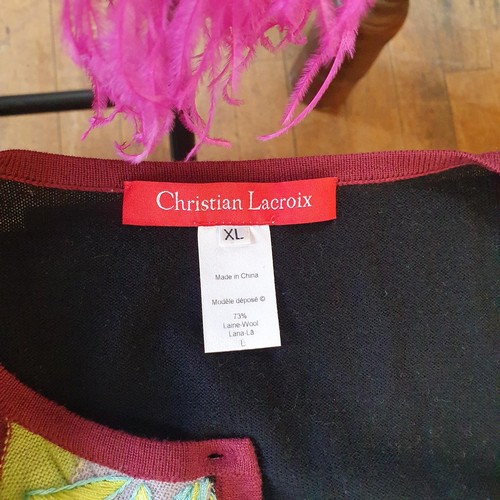 Christian Lacroix
XL
Made in China
Modèle déposé ©
73%
Laine-Wool
Lana-Lã